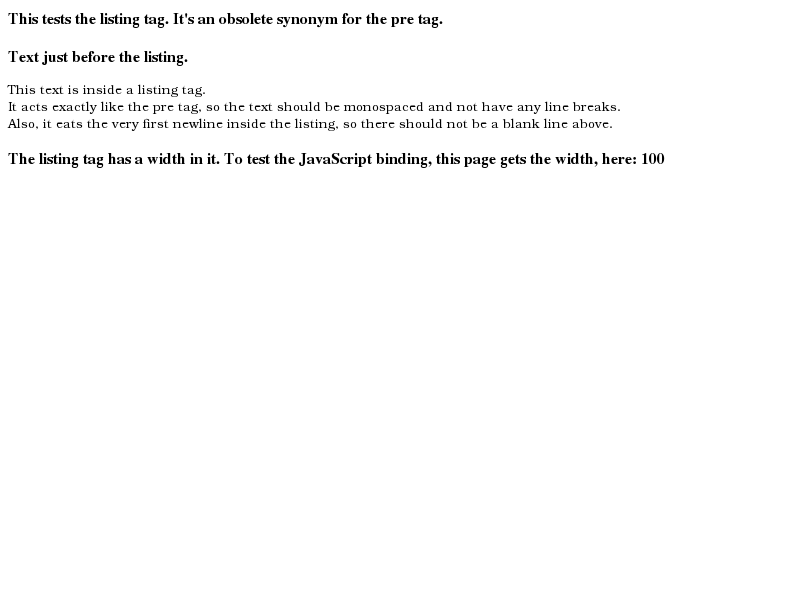 This tests the listing tag. It's an obsolete synonym for the pre tag.
Text just before the listing.
This text is inside a listing tag.
It acts exactly like the pre tag, so the text should be monospaced and not have any line breaks.
Also, it eats the very first newline inside the listing, so there should not be a blank line above.
The listing tag has a width in it. To test the JavaScript binding, this page gets the width, here: 100